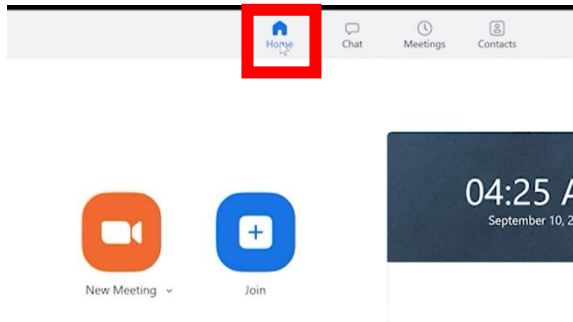 Home Chat Meetings Contacts
04:25 A
September 10, 2
New Meeting Join